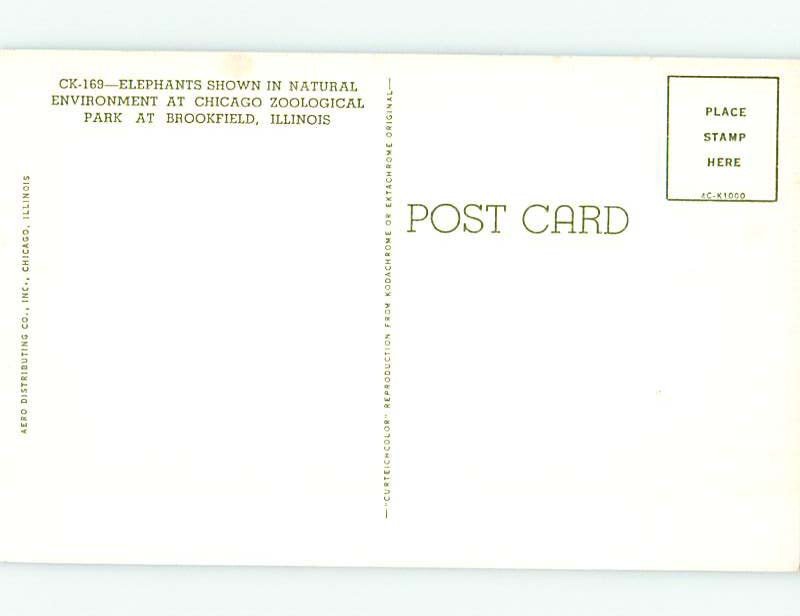 CK-169—ELEPHANTS SHOWN IN NATURAL
ENVIRONMENT AT CHICAGO ZOOLOGICAL
PARK AT BROOKFIELD, ILLINOIS
AERO DISTRIBUTING CO., INC., CHICAGO, ILLINOIS
—"CURTEICHCOLOR" REPRODUCTION FROM KODACHROME OR EKTACHROME ORIGINAL—
POST CARD
PLACE
STAMP
HERE
4C-K1000